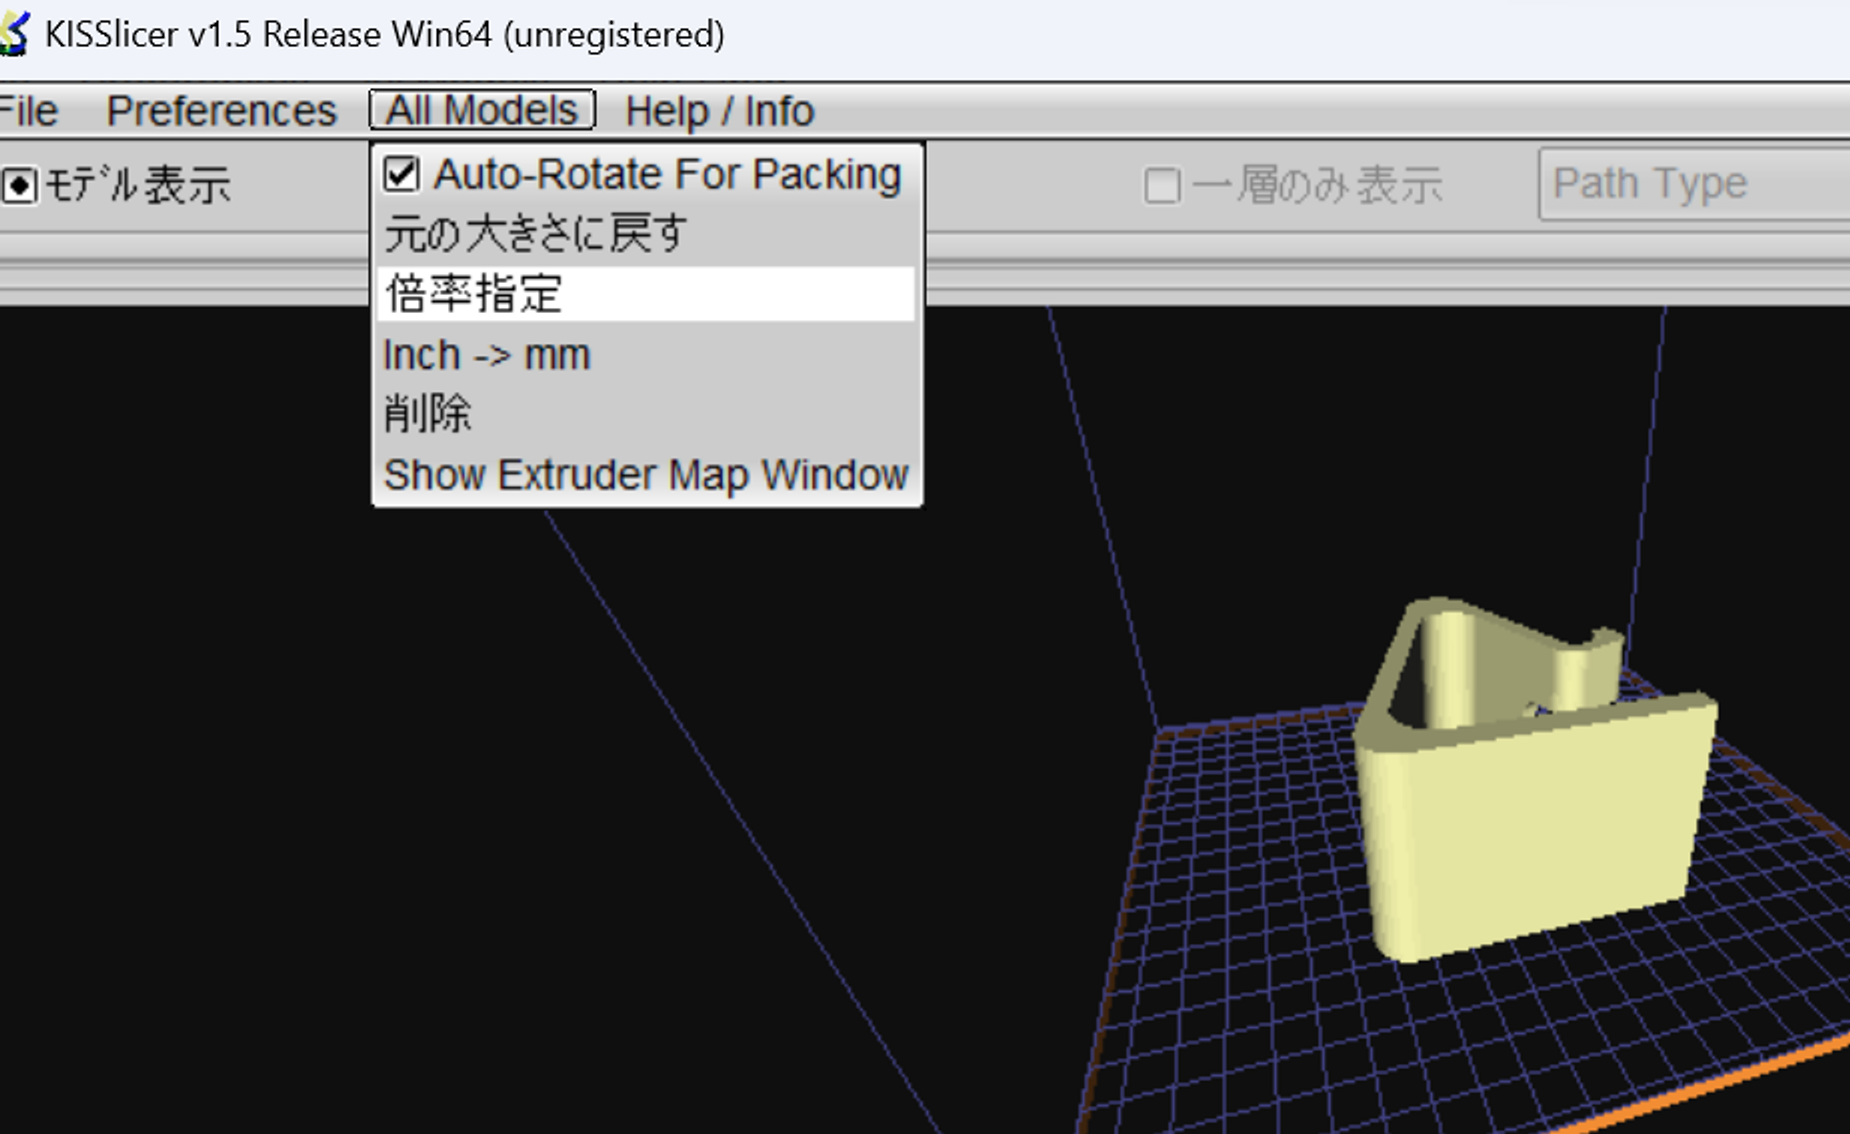 KISSlicer v1.5 Release Win64 (unregistered)
File Preferences All Models Help / Info
ﾓﾃﾞﾙ表示
一層のみ表示 Path Type
Auto-Rotate For Packing
元の大きさに戻す
倍率指定
Inch -> mm
削除
Show Extruder Map Window